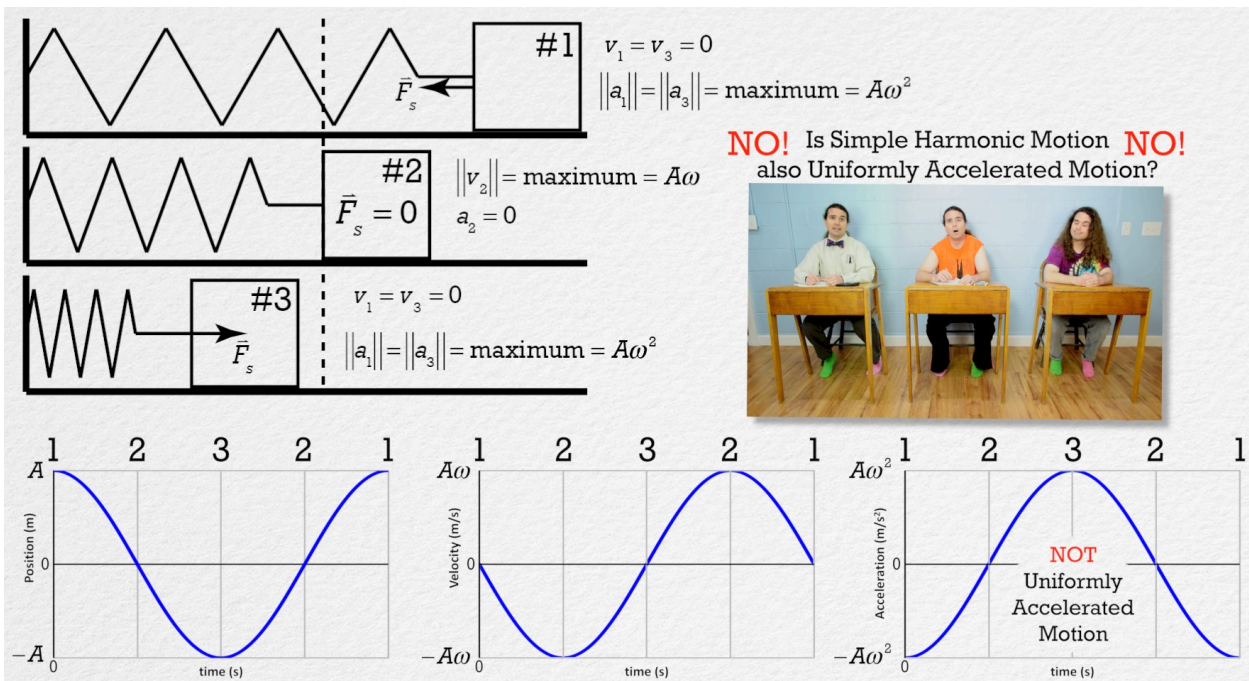 #1
F⃗ₛ
v₁ = v₃ = 0
||a₁|| = ||a₃|| = maximum = Aω²
NO! Is Simple Harmonic Motion NO!
also Uniformly Accelerated Motion?
#2
F⃗ₛ = 0
||v₂|| = maximum = Aω
a₂ = 0
#3
F⃗ₛ
v₁ = v₃ = 0
||a₁|| = ||a₃|| = maximum = Aω²
1 2 3 2 1
A
0
-A
Position (m)
0
time (s)
1 2 3 2 1
Aω
0
-Aω
Velocity (m/s)
0
time (s)
1 2 3 2 1
Aω²
0
-Aω²
Acceleration (m/s²)
NOT
Uniformly
Accelerated
Motion
0
time (s)